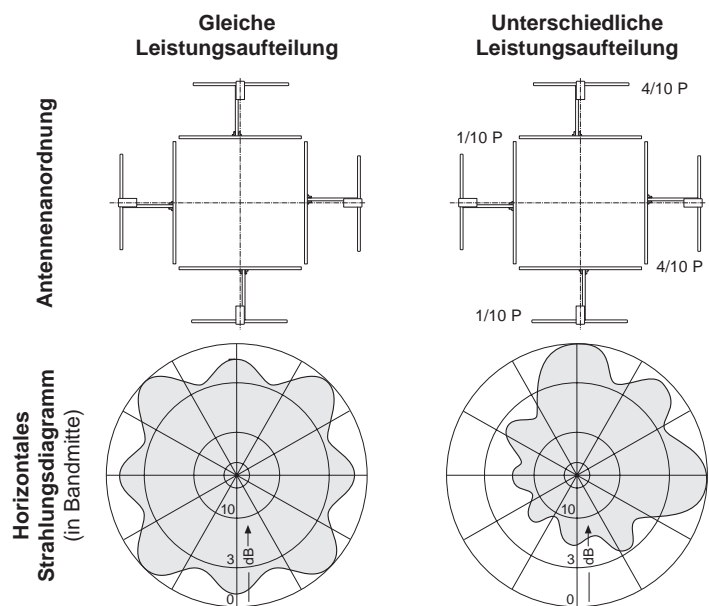 Gleiche
Leistungsaufteilung
Unterschiedliche
Leistungsaufteilung
Antennenanordnung
4/10 P
1/10 P
4/10 P
1/10 P
Horizontales
Strahlungsdiagramm
(in Bandmitte)
10
3
0
dB
10
3
0
dB